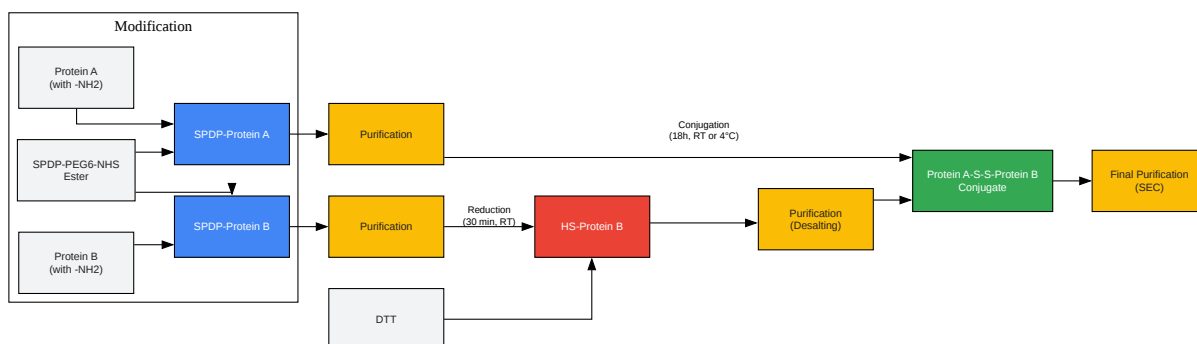 Modification
Protein A
(with -NH2)
SPDP-Protein A
Purification
Conjugation
(18h, RT or 4°C)
SPDP-PEG6-NHS
Ester
Protein A-S-S-Protein B
Conjugate
Final Purification
(SEC)
SPDP-Protein B
Purification
Reduction
(30 min, RT)
HS-Protein B
Purification
(Desalting)
Protein B
(with -NH2)
DTT